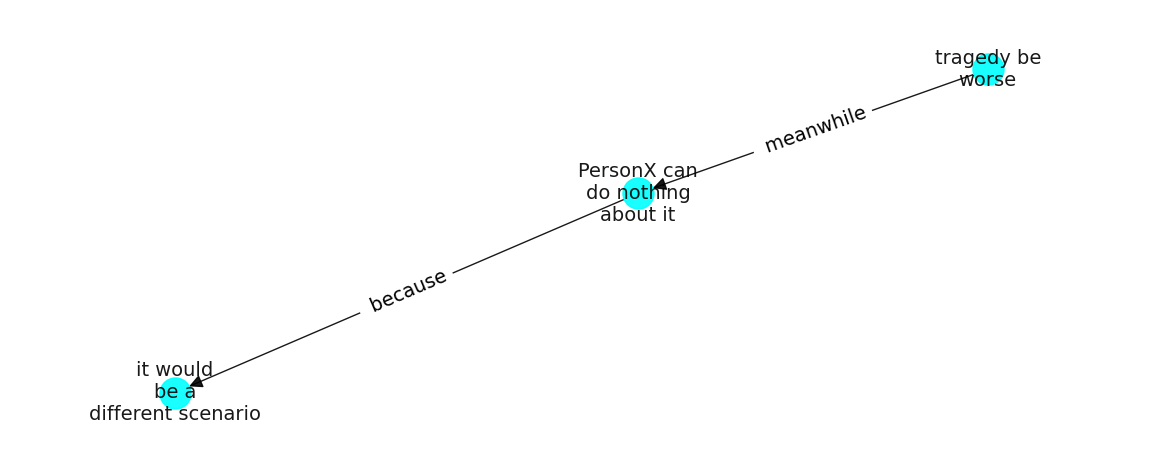 tragedy be
worse
meanwhile
PersonX can
do nothing
about it
because
it would
be a
different scenario